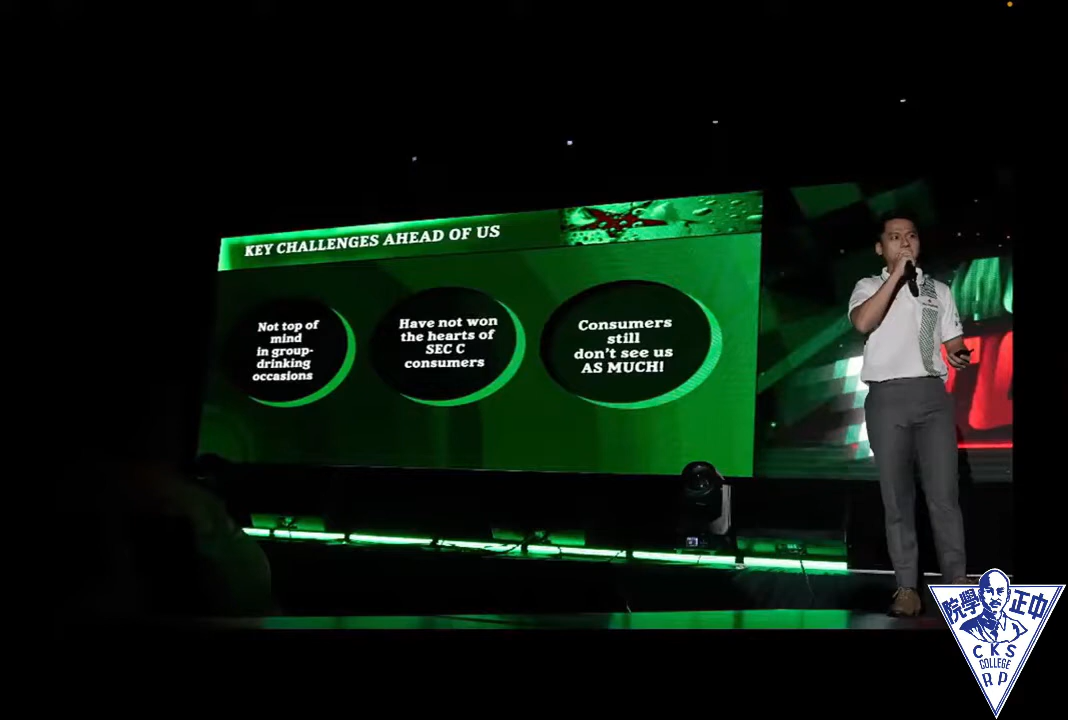 KEY CHALLENGES AHEAD OF US
Not top of
mind
in group-
drinking
occasions
Have not won
the hearts of
SEC C
consumers
Consumers
still
don't see us
AS MUCH!
院學 正中
CKS
COLLEGE
RP